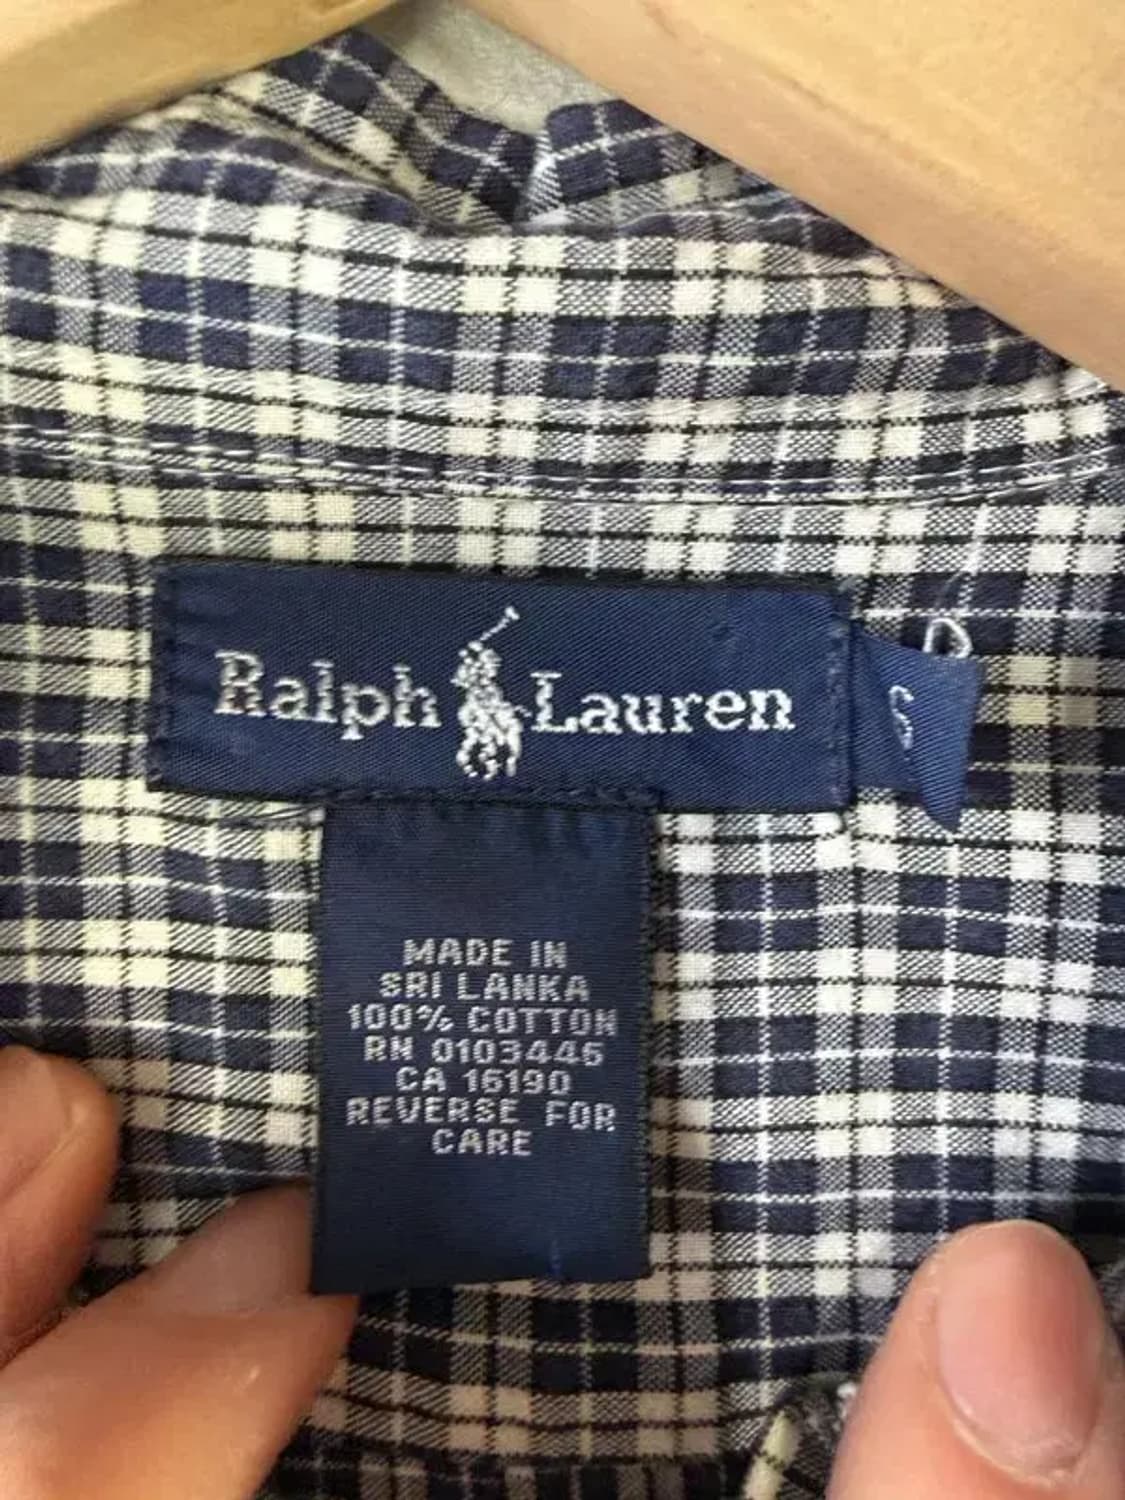 Ralph Lauren
S
MADE IN
SRI LANKA
100% COTTON
RN 0103446
CA 16190
REVERSE FOR
CARE